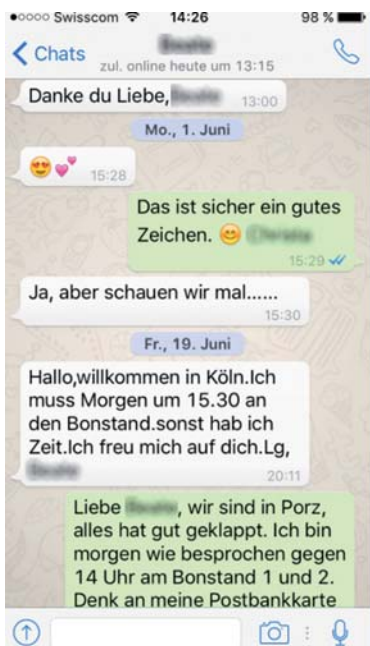 Swisscom 14:26 98 %
Chats
zul. online heute um 13:15
Danke du Liebe,
13:00
Mo., 1. Juni
15:28
Das ist sicher ein gutes
Zeichen.
15:29
Ja, aber schauen wir mal......
15:30
Fr., 19. Juni
Hallo,willkommen in Köln.Ich
muss Morgen um 15.30 an
den Bonstand.sonst hab ich
Zeit.Ich freu mich auf dich.Lg,
20:11
Liebe , wir sind in Porz,
alles hat gut geklappt. Ich bin
morgen wie besprochen gegen
14 Uhr am Bonstand 1 und 2.
Denk an meine Postbankkarte